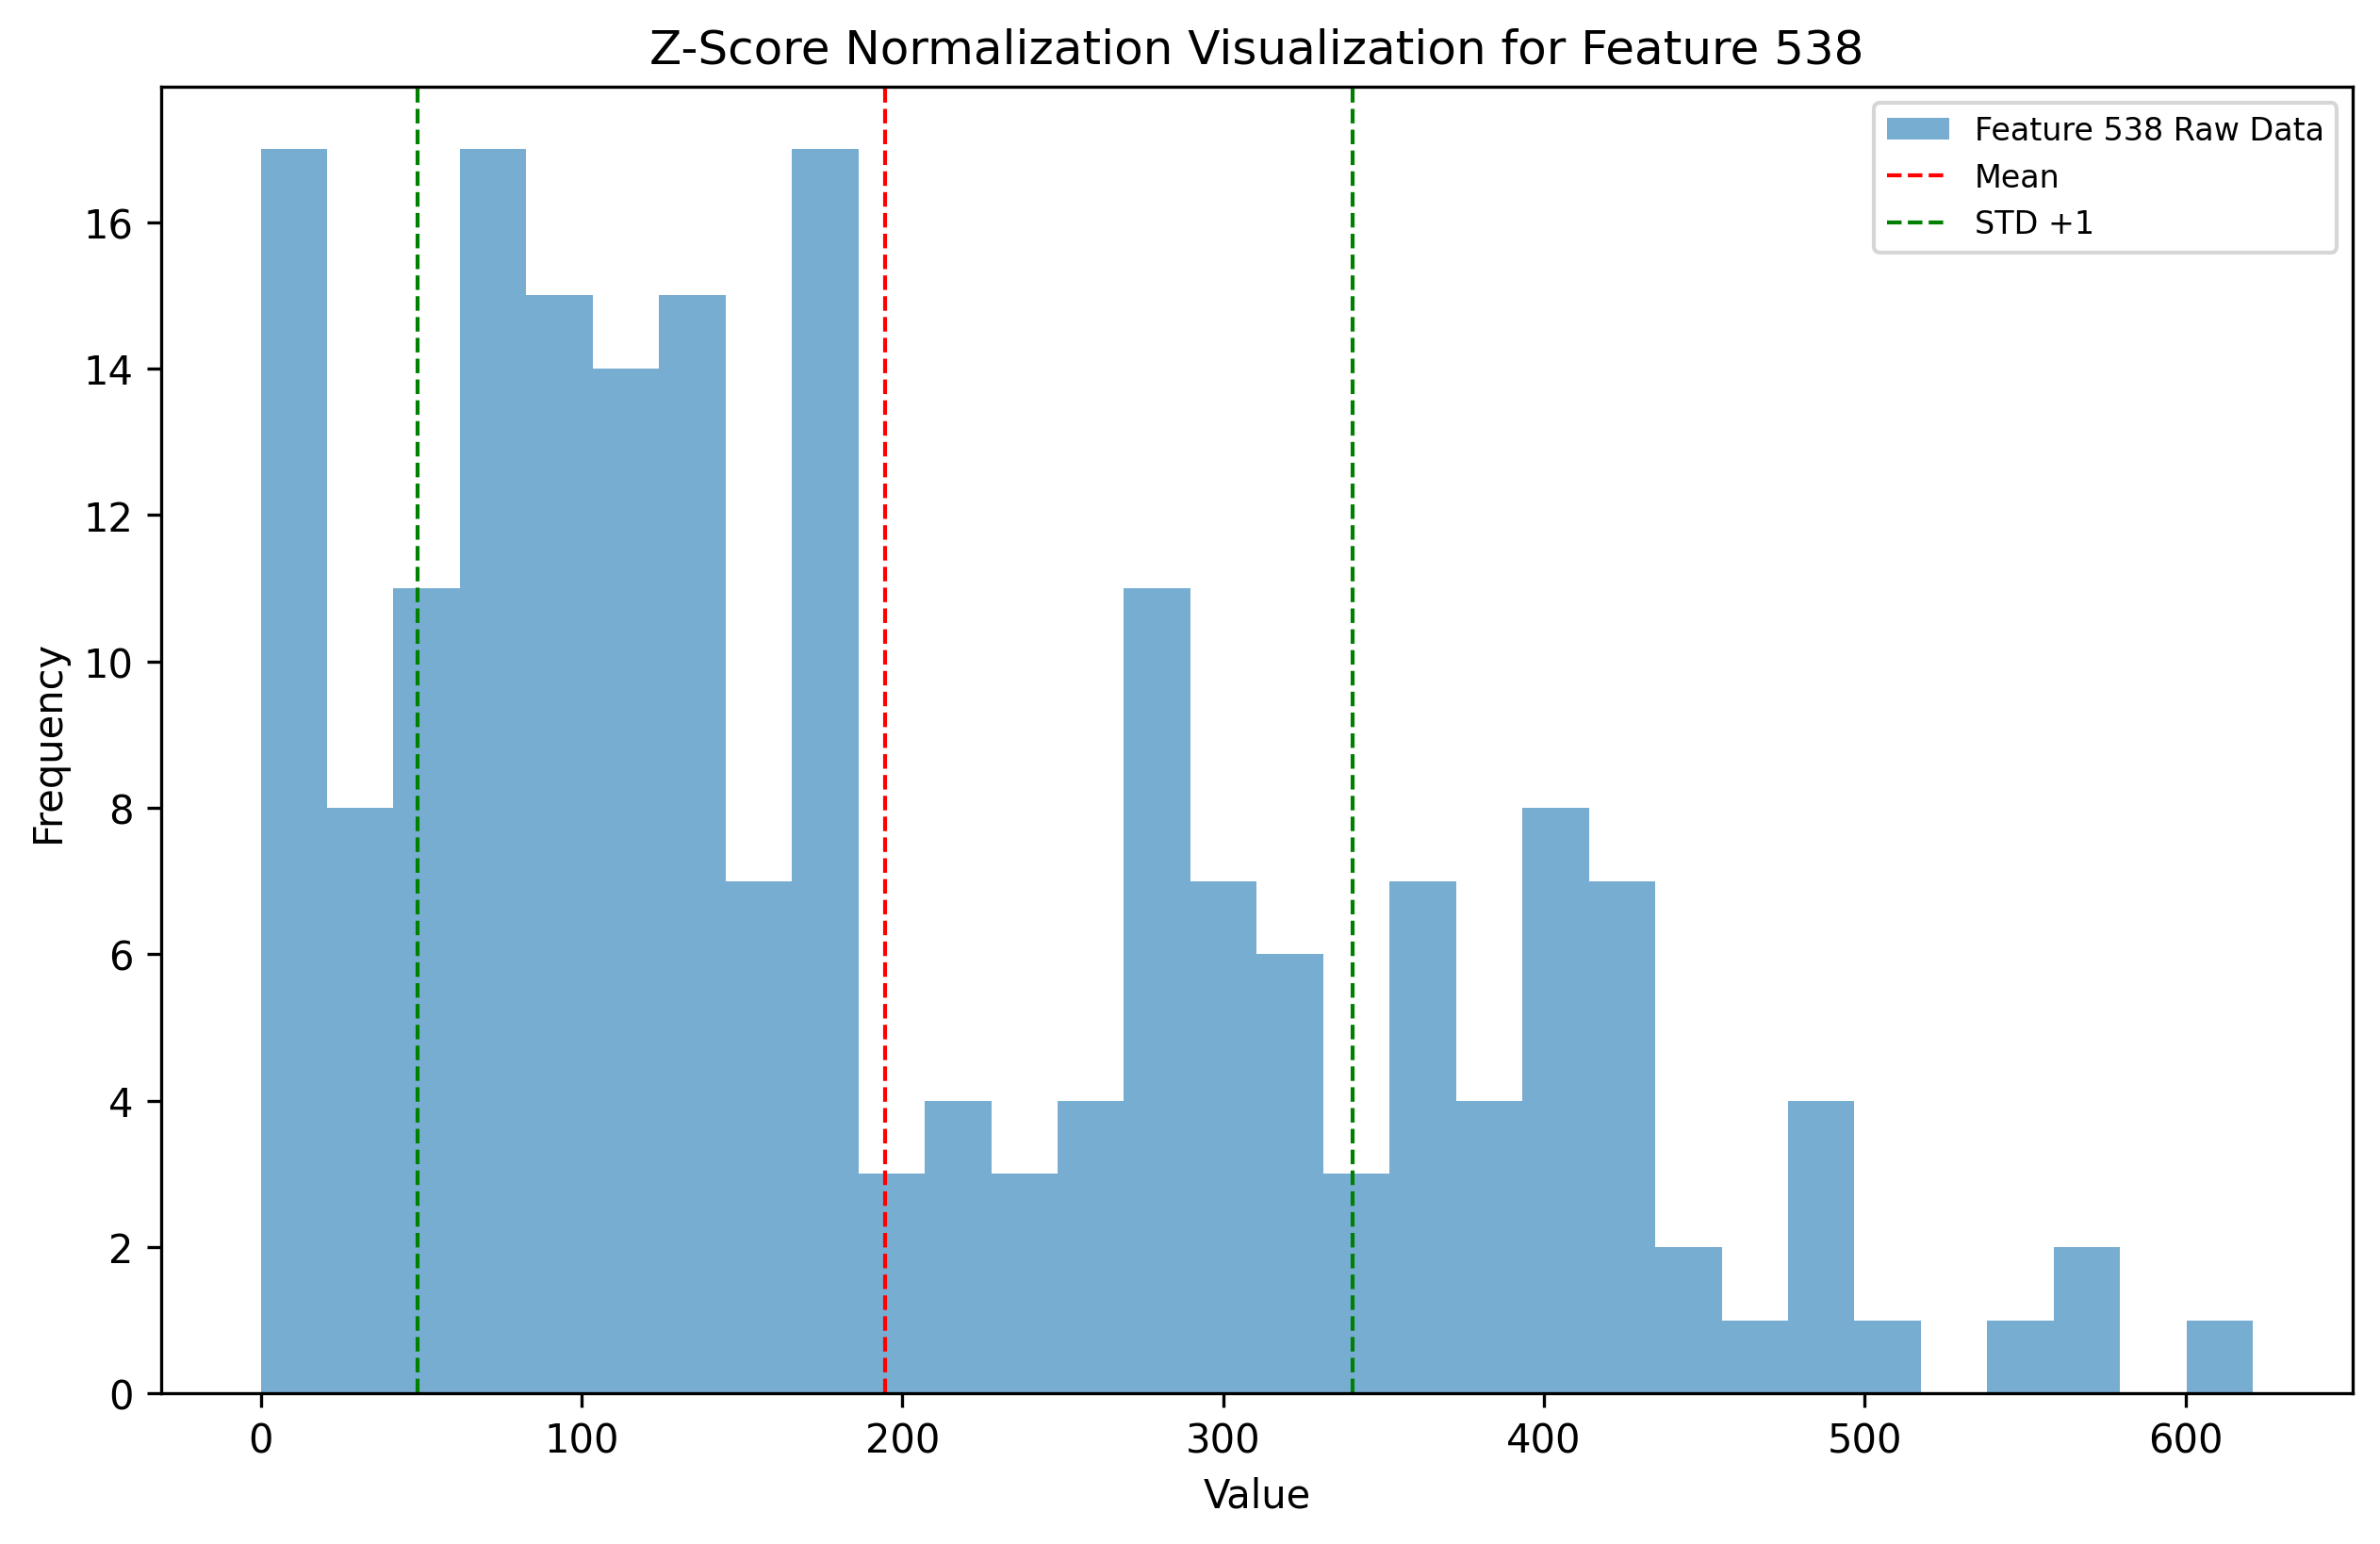 Z-Score Normalization Visualization for Feature 538
Feature 538 Raw Data
Mean
STD +1
16
14
12
10
8
6
4
2
0
Frequency
0 100 200 300 400 500 600
Value